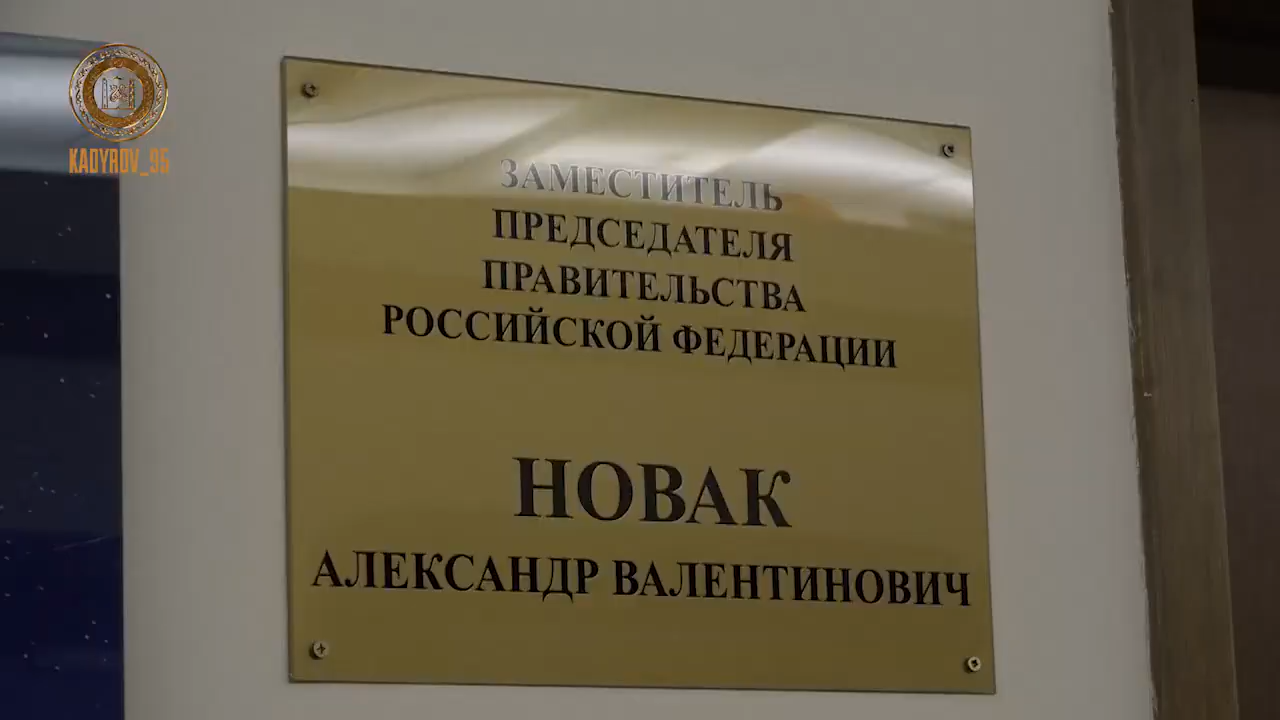 KADYROV_95
ЗАМЕСТИТЕЛЬ
ПРЕДСЕДАТЕЛЯ
ПРАВИТЕЛЬСТВА
РОССИЙСКОЙ ФЕДЕРАЦИИ
НОВАК
АЛЕКСАНДР ВАЛЕНТИНОВИЧ